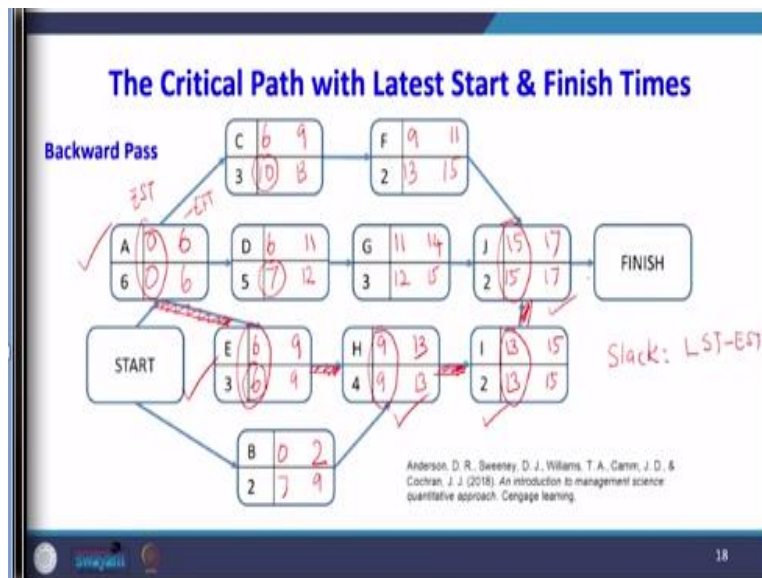 The Critical Path with Latest Start & Finish Times
Backward Pass
C 6 9
3 10 13
F 9 11
2 13 15
EST
EFT
A 0 6
6 0 6
D 6 11
5 7 12
G 11 14
3 12 15
J 15 17
2 15 17
FINISH
START
E 6 9
3 6 9
H 9 13
4 9 13
I 13 15
2 13 15
Slack: LST-EST
B 0 2
2 7 9
Anderson, D. R., Sweeney, D. J., Williams, T. A., Camm, J. D., &
Cochran, J. J. (2018). An introduction to management science:
quantitative approach. Cengage learning.
swayam
18